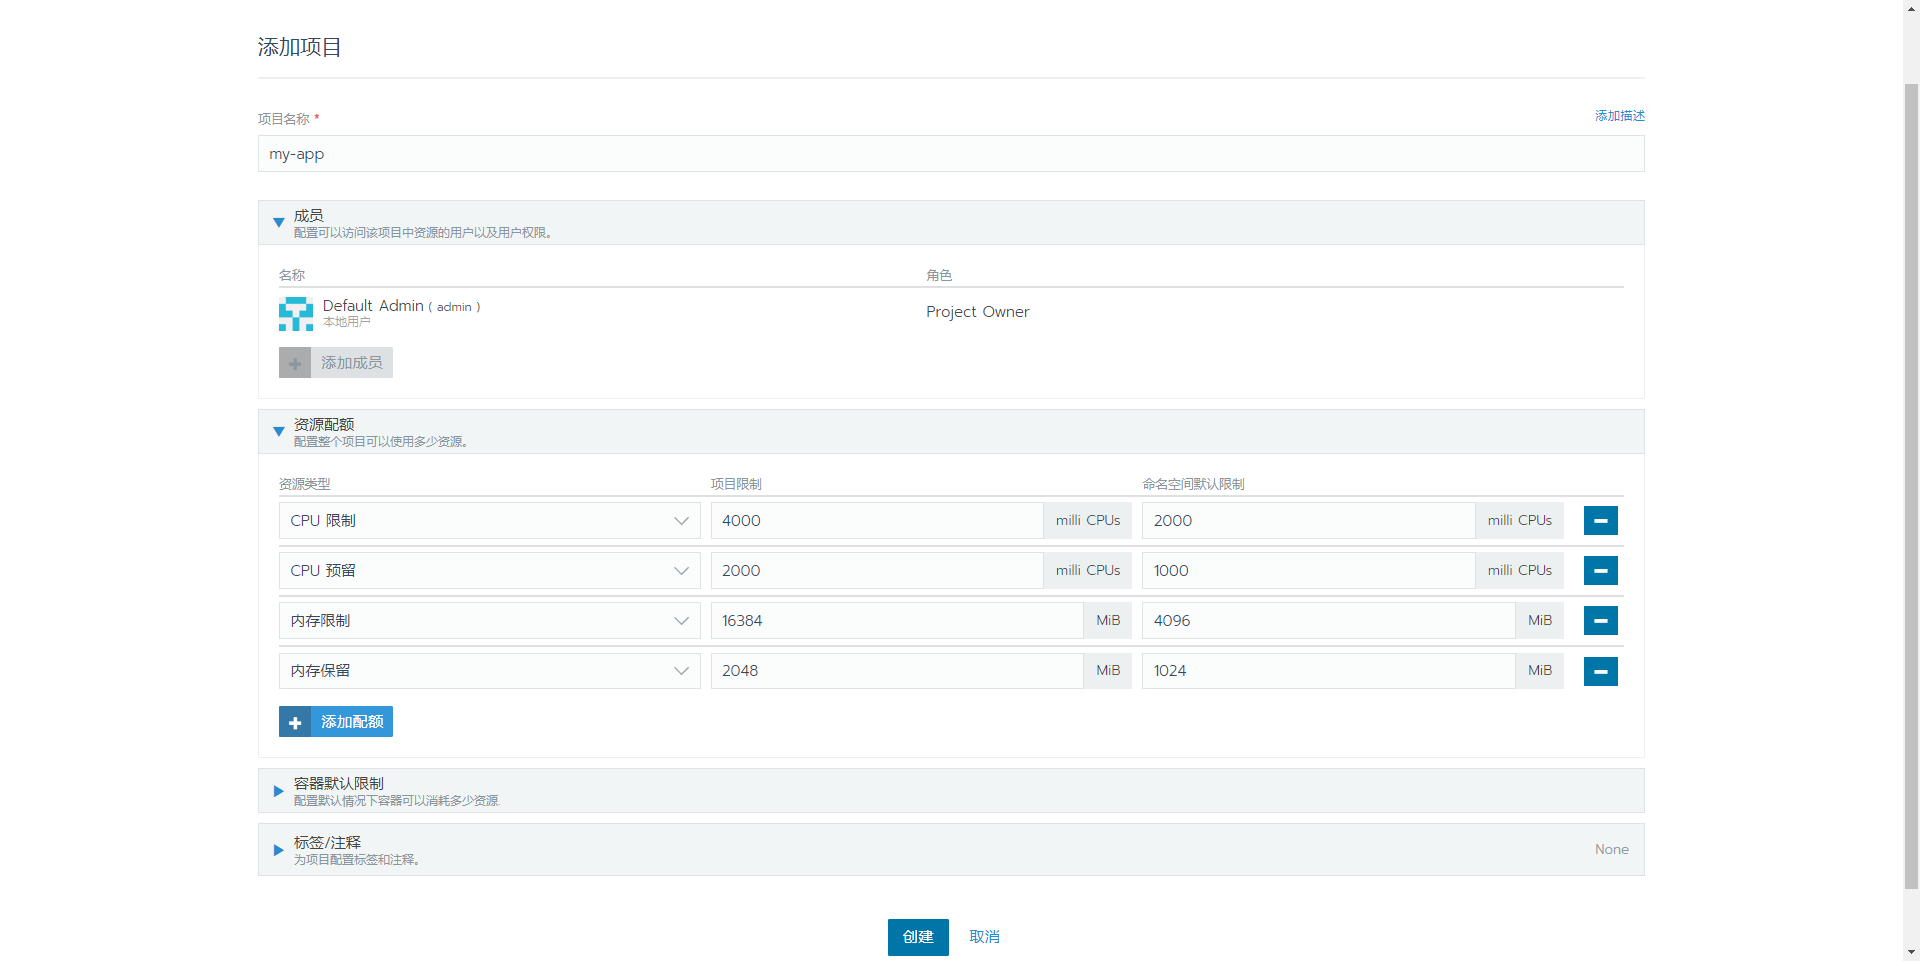 添加项目
项目名称 *
添加描述
my-app
成员
配置可以访问该项目中资源的用户以及用户权限。
名称 角色
Default Admin ( admin )
本地用户
Project Owner
添加成员
资源配额
配置整个项目可以使用多少资源。
资源类型 项目限制 命名空间默认限制
CPU 限制 4000 milli CPUs 2000 milli CPUs
CPU 预留 2000 milli CPUs 1000 milli CPUs
内存限制 16384 MiB 4096 MiB
内存保留 2048 MiB 1024 MiB
添加配额
容器默认限制
配置默认情况下容器可以消耗多少资源.
标签/注释
为项目配置标签和注释。
None
创建 取消